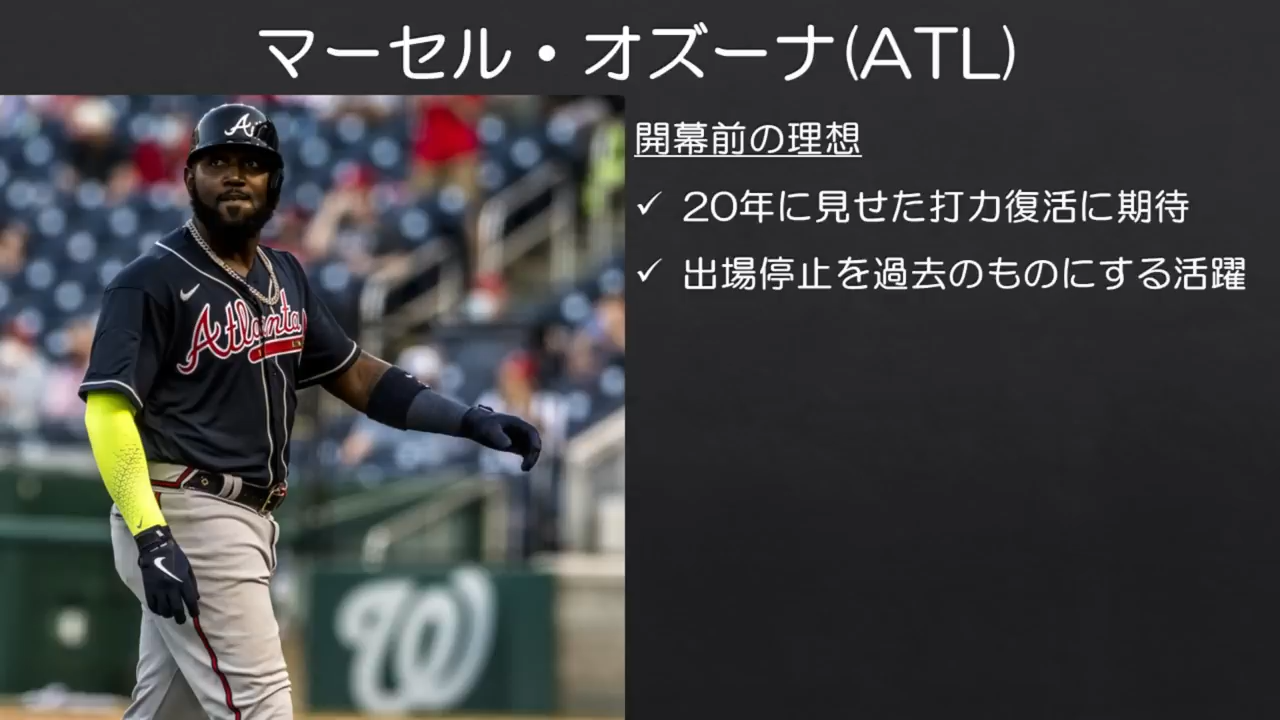 マーセル・オズーナ(ATL)
開幕前の理想
✓ 20年に見せた打力復活に期待
✓ 出場停止を過去のものにする活躍
A
Atlanta
W